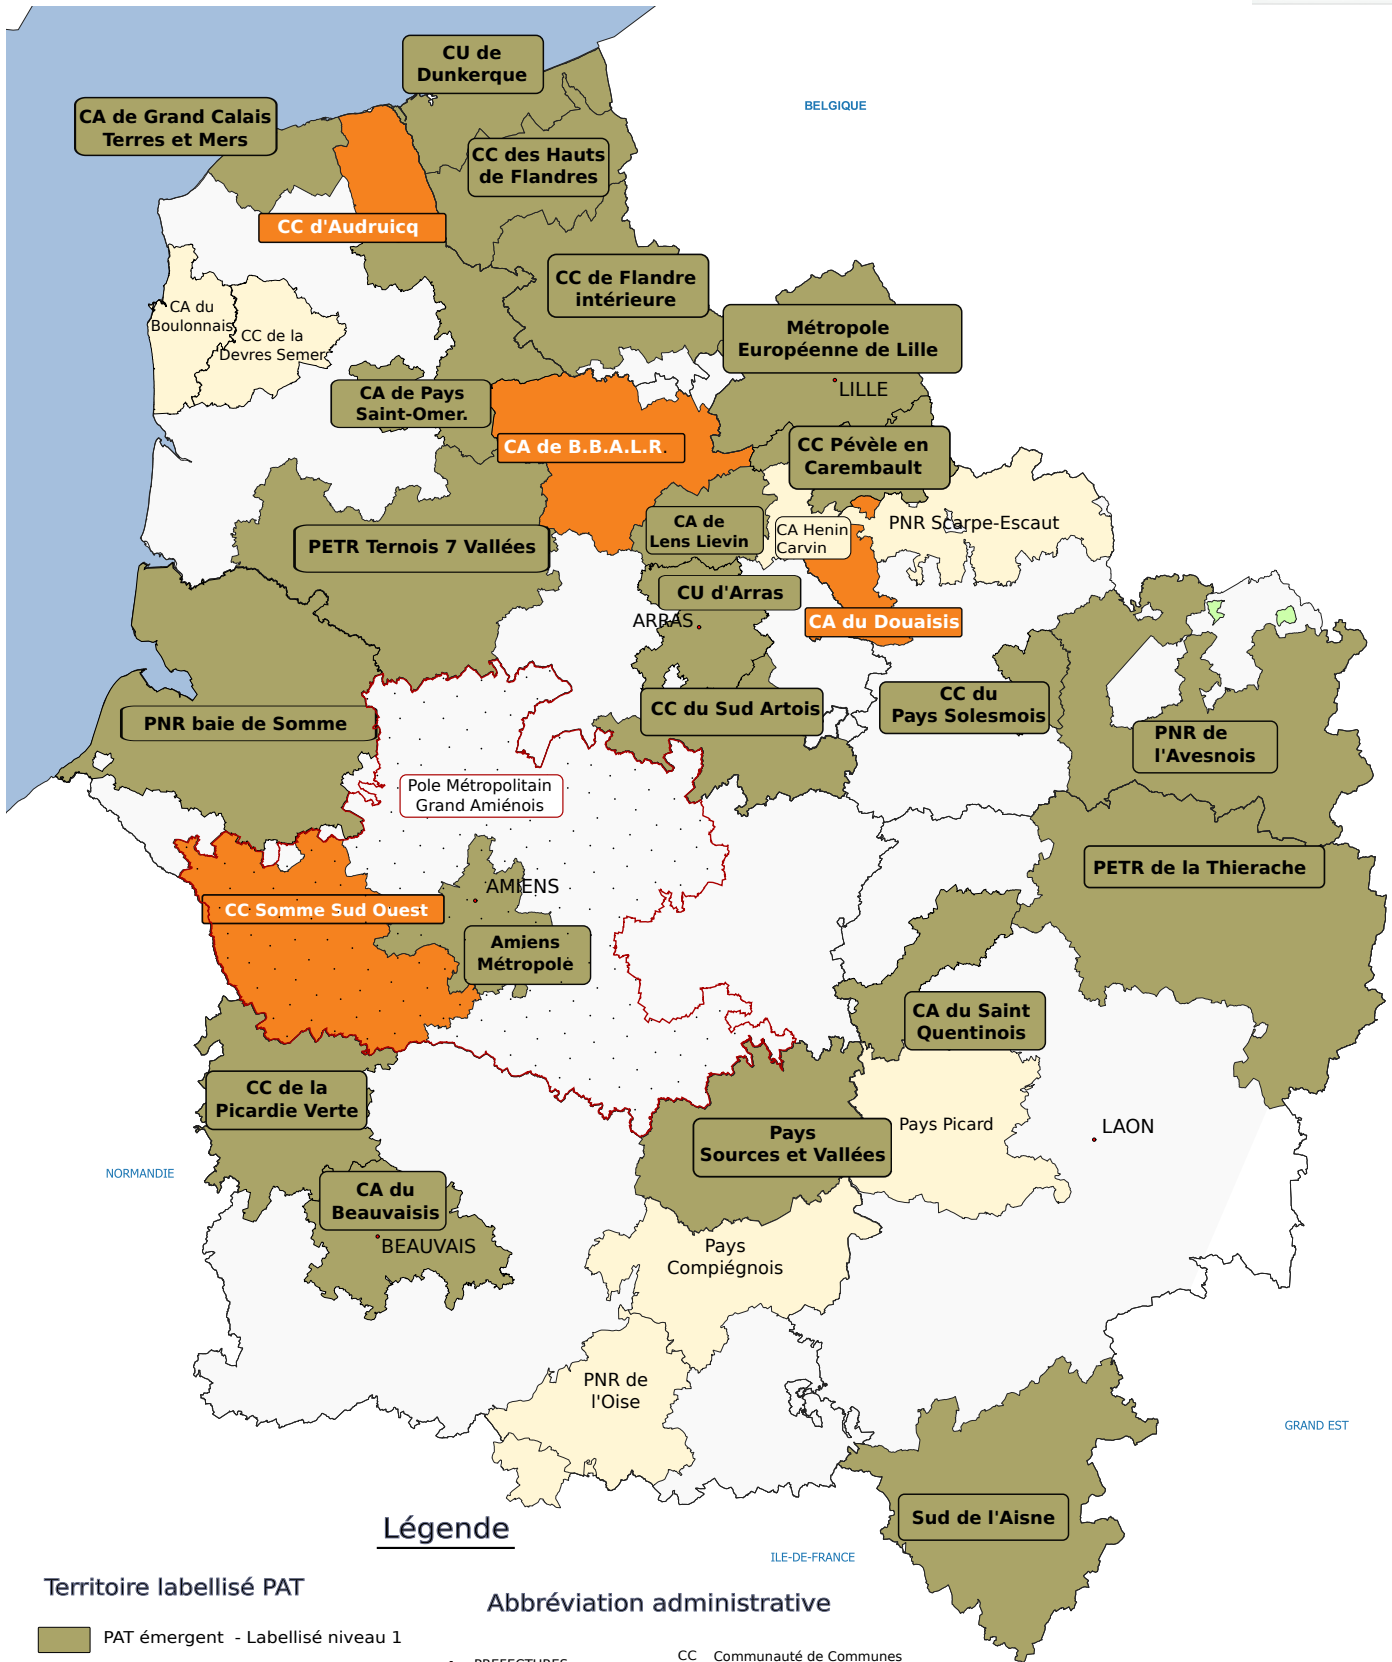 CU de
Dunkerque
BELGIQUE
CA de Grand Calais
Terres et Mers
CC des Hauts
de Flandres
CC d'Audruicq
CC de Flandre
intérieure
CA du
Boulonnais
CC de la
Devres Semer
Métropole
Européenne de Lille
LILLE
CA de Pays
Saint-Omer.
CA de B.B.A.L.R.
CC Pévèle en
Carembault
CA de
Lens Lievin
CA Henin
Carvin
PNR Scarpe-Escaut
PETR Ternois 7 Vallées
CU d'Arras
ARRAS
CA du Douaisis
PNR baie de Somme
CC du Sud Artois
CC du
Pays Solesmois
PNR de
l'Avesnois
Pole Métropolitain
Grand Amiénois
PETR de la Thierache
AMIENS
CC Somme Sud Ouest
Amiens
Métropole
CA du Saint
Quentinois
CC de la
Picardie Verte
Pays
Sources et Vallées
Pays Picard
LAON
NORMANDIE
CA du
Beauvaisis
BEAUVAIS
Pays
Compiégnois
PNR de
l'Oise
GRAND EST
Sud de l'Aisne
ILE-DE-FRANCE
Légende
Territoire labellisé PAT
Abbréviation administrative
PAT émergent - Labellisé niveau 1
PREFECTURES
CC Communauté de Communes